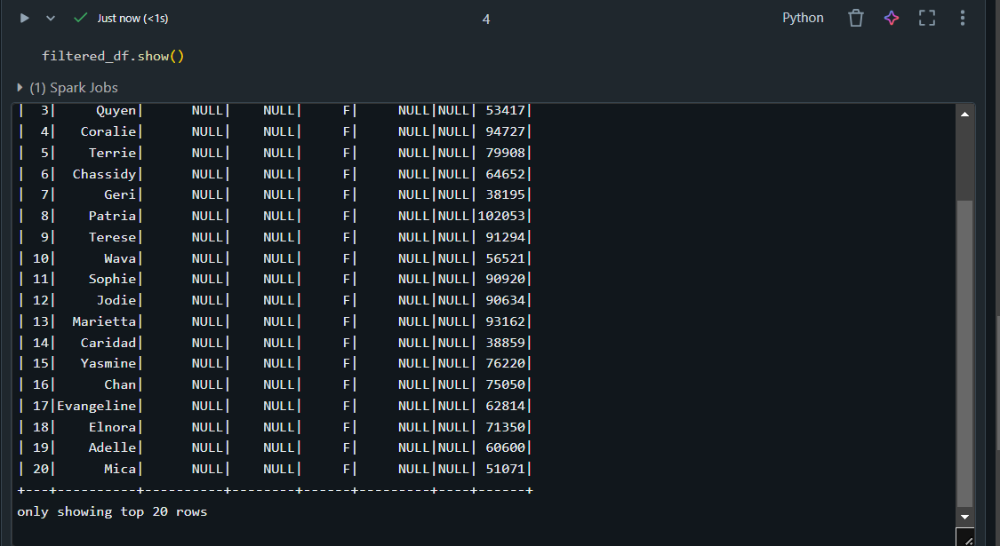 Just now (<1s) 4 Python
filtered_df.show()
(1) Spark Jobs
|  3|     Quyen|      NULL|    NULL|     F|     NULL|NULL| 53417|
|  4|   Coralie|      NULL|    NULL|     F|     NULL|NULL| 94727|
|  5|    Terrie|      NULL|    NULL|     F|     NULL|NULL| 79908|
|  6|  Chassidy|      NULL|    NULL|     F|     NULL|NULL| 64652|
|  7|      Geri|      NULL|    NULL|     F|     NULL|NULL| 38195|
|  8|    Patria|      NULL|    NULL|     F|     NULL|NULL|102053|
|  9|    Terese|      NULL|    NULL|     F|     NULL|NULL| 91294|
| 10|      Wava|      NULL|    NULL|     F|     NULL|NULL| 56521|
| 11|    Sophie|      NULL|    NULL|     F|     NULL|NULL| 90920|
| 12|     Jodie|      NULL|    NULL|     F|     NULL|NULL| 90634|
| 13|  Marietta|      NULL|    NULL|     F|     NULL|NULL| 93162|
| 14|   Caridad|      NULL|    NULL|     F|     NULL|NULL| 38859|
| 15|   Yasmine|      NULL|    NULL|     F|     NULL|NULL| 76220|
| 16|      Chan|      NULL|    NULL|     F|     NULL|NULL| 75050|
| 17|Evangeline|      NULL|    NULL|     F|     NULL|NULL| 62814|
| 18|    Elnora|      NULL|    NULL|     F|     NULL|NULL| 71350|
| 19|    Adelle|      NULL|    NULL|     F|     NULL|NULL| 60600|
| 20|      Mica|      NULL|    NULL|     F|     NULL|NULL| 51071|
+---+----------+----------+--------+------+---------+----+------+
only showing top 20 rows